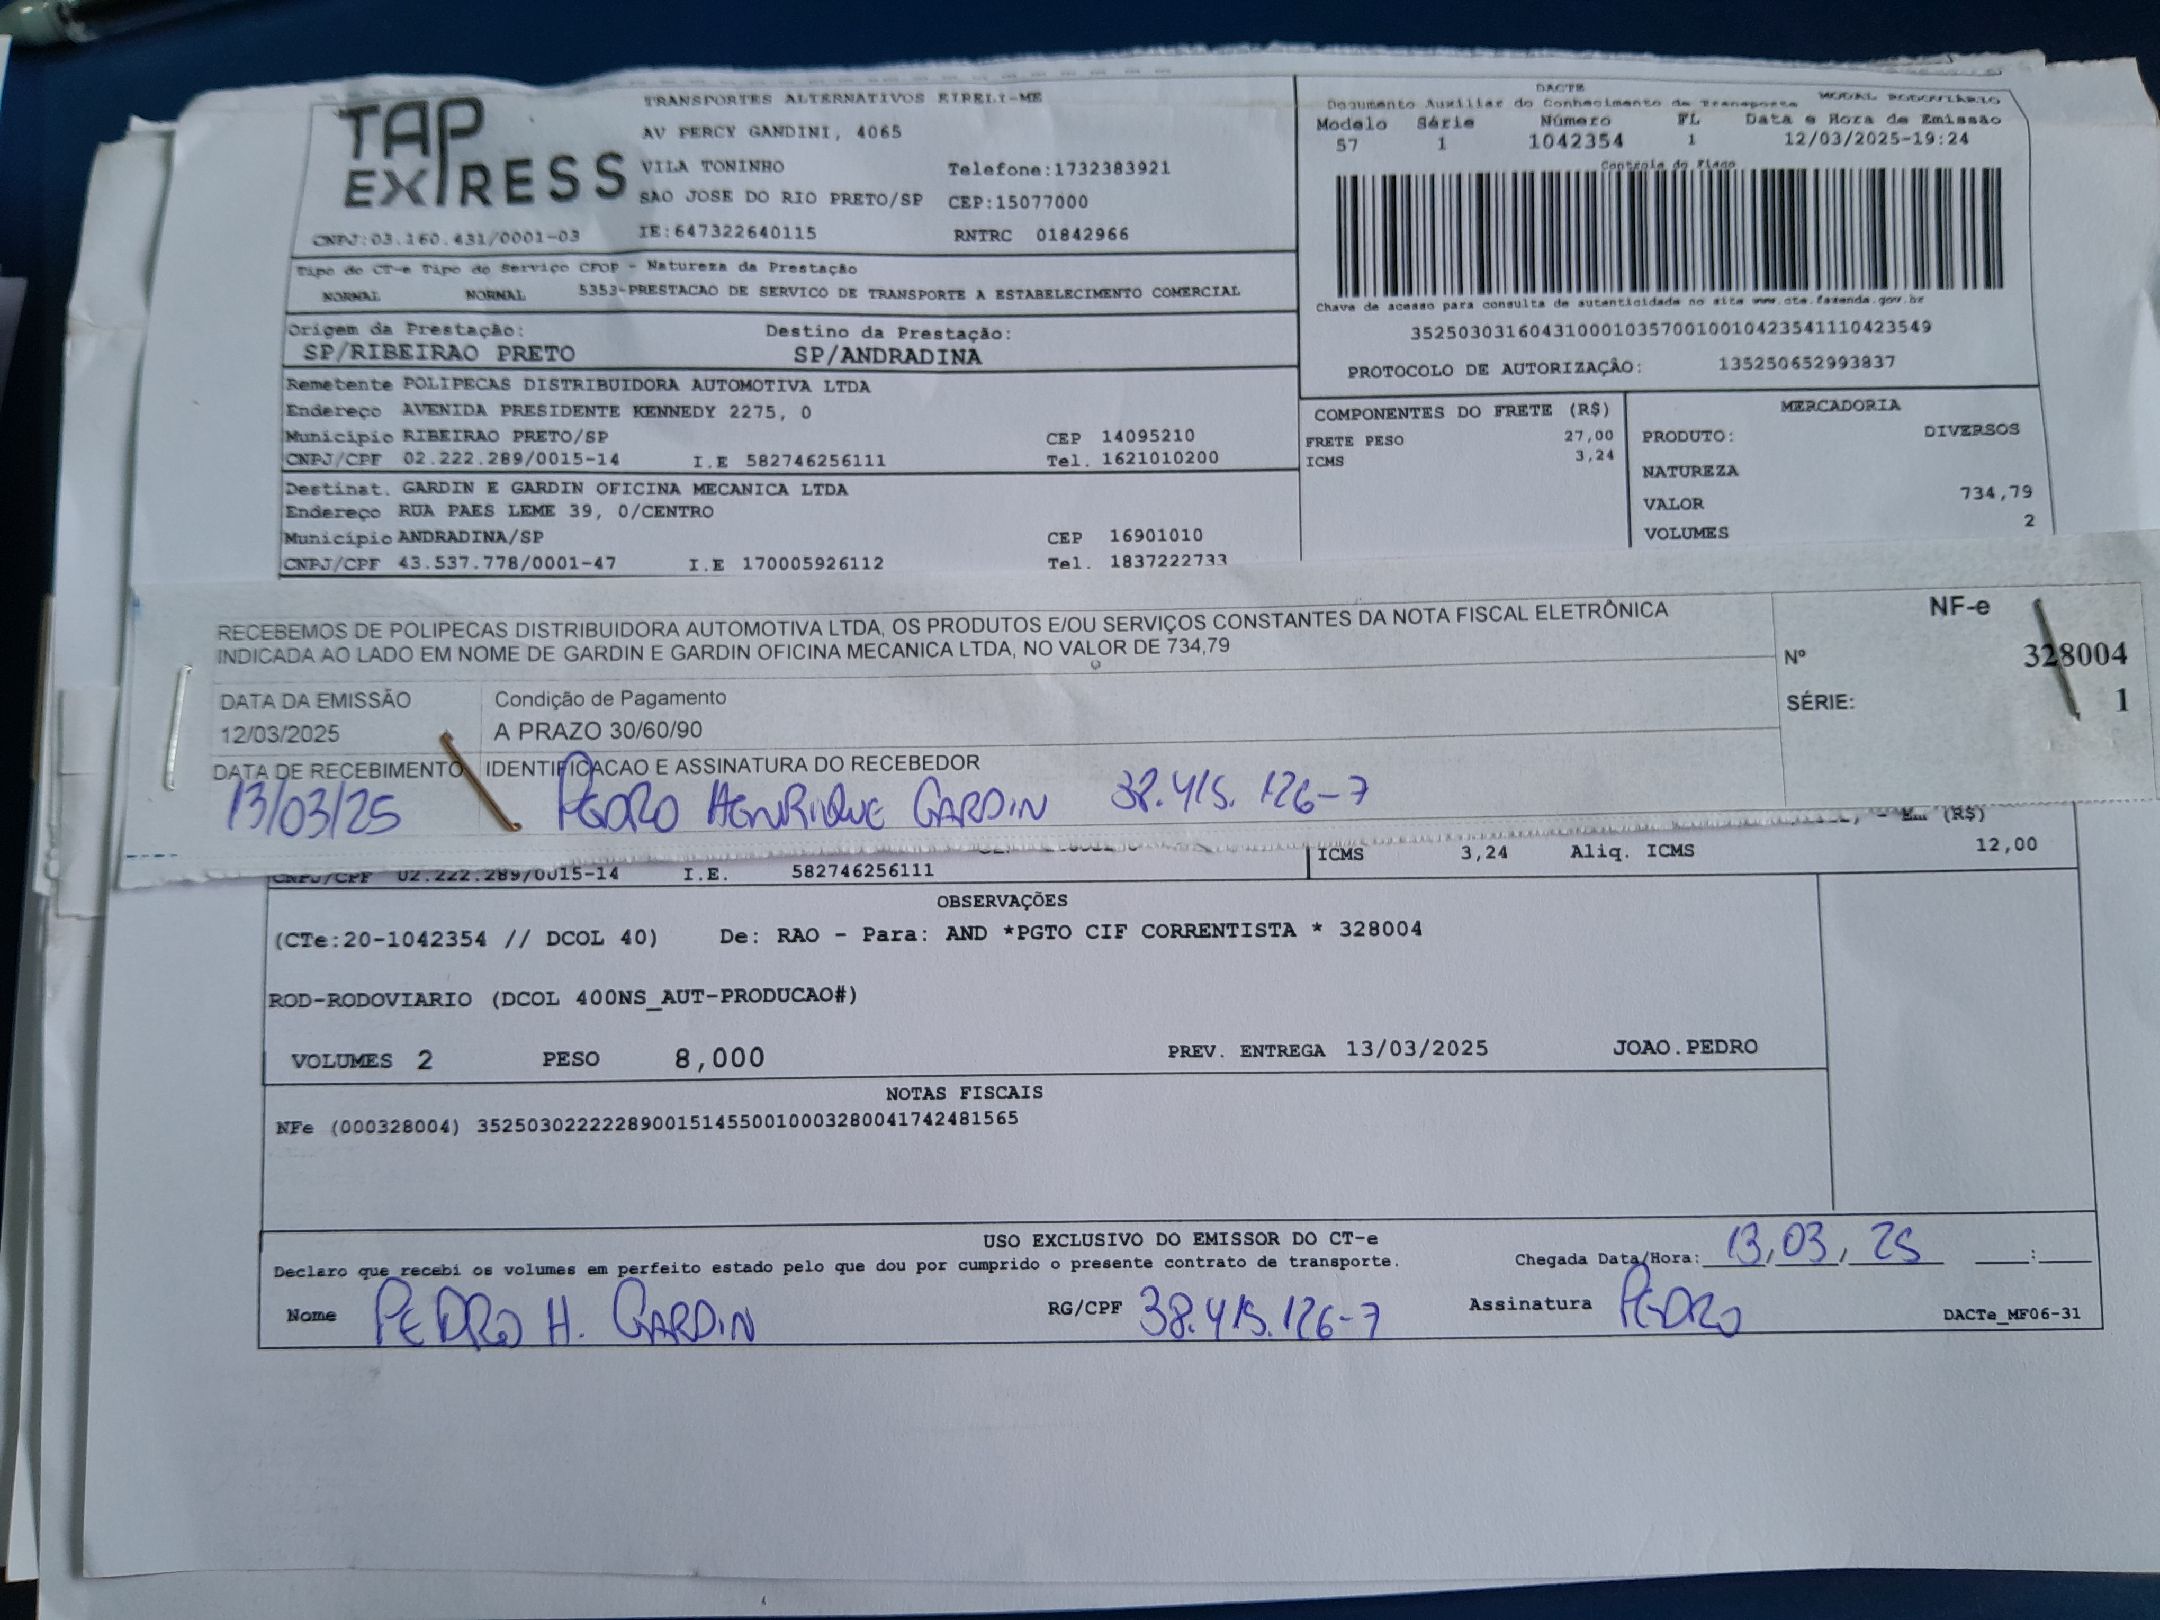 TAP EXPRESS
TRANSPORTES ALTERNATIVOS EIRELI-ME
AV PERCY GANDINI, 4065
VILA TONINHO Telefone:1732383921
SAO JOSE DO RIO PRETO/SP CEP:15077000
CNPJ:03.160.431/0001-03 IE:647322640115 RNTRC 01842966
DACTE
Documento Auxiliar do Conhecimento de Transporte MODAL RODOVIÁRIO
Modelo Série Número FL Data e Hora de Emissão
57 1 1042354 1 12/03/2025-19:24
Controle do Fisco
Chave de acesso para consulta de autenticidade no site www.cte.fazenda.gov.br
35250303160431000103570010010423541110423549
PROTOCOLO DE AUTORIZAÇÃO: 135250652993837
Tipo do CT-e Tipo do Serviço CFOP - Natureza da Prestação
NORMAL NORMAL 5353-PRESTACAO DE SERVICO DE TRANSPORTE A ESTABELECIMENTO COMERCIAL
Origem da Prestação: Destino da Prestação:
SP/RIBEIRAO PRETO SP/ANDRADINA
Remetente POLIPECAS DISTRIBUIDORA AUTOMOTIVA LTDA
Endereço AVENIDA PRESIDENTE KENNEDY 2275, 0
Município RIBEIRAO PRETO/SP CEP 14095210
CNPJ/CPF 02.222.289/0015-14 I.E 582746256111 Tel. 1621010200
Destinat. GARDIN E GARDIN OFICINA MECANICA LTDA
Endereço RUA PAES LEME 39, 0/CENTRO
Município ANDRADINA/SP CEP 16901010
CNPJ/CPF 43.537.778/0001-47 I.E 170005926112 Tel. 1837222733
COMPONENTES DO FRETE (R$)
FRETE PESO 27,00
ICMS 3,24
MERCADORIA
PRODUTO: DIVERSOS
NATUREZA
VALOR 734,79
VOLUMES 2
RECEBEMOS DE POLIPECAS DISTRIBUIDORA AUTOMOTIVA LTDA, OS PRODUTOS E/OU SERVIÇOS CONSTANTES DA NOTA FISCAL ELETRÔNICA
INDICADA AO LADO EM NOME DE GARDIN E GARDIN OFICINA MECANICA LTDA, NO VALOR DE 734,79
NF-e
Nº 328004
SÉRIE: 1
DATA DA EMISSÃO Condição de Pagamento
12/03/2025 A PRAZO 30/60/90
DATA DE RECEBIMENTO IDENTIFICACAO E ASSINATURA DO RECEBEDOR
13/03/25 PEDRO HENRIQUE GARDIN 38.415.126-7
(R$)
ICMS 3,24 Aliq. ICMS 12,00
CNPJ/CPF 02.222.289/0015-14 I.E. 582746256111
OBSERVAÇÕES
(CTe:20-1042354 // DCOL 40) De: RAO - Para: AND *PGTO CIF CORRENTISTA * 328004
ROD-RODOVIARIO (DCOL 400NS_AUT-PRODUCAO#)
VOLUMES 2 PESO 8,000 PREV. ENTREGA 13/03/2025 JOAO.PEDRO
NOTAS FISCAIS
NFe (000328004) 35250302222289001514550010003280041742481565
USO EXCLUSIVO DO EMISSOR DO CT-e
Declaro que recebi os volumes em perfeito estado pelo que dou por cumprido o presente contrato de transporte.
Chegada Data/Hora: 13,03,25 __:__
Nome PEDRO H. GARDIN RG/CPF 38.415.126-7 Assinatura PEDRO DACTe_MF06-31